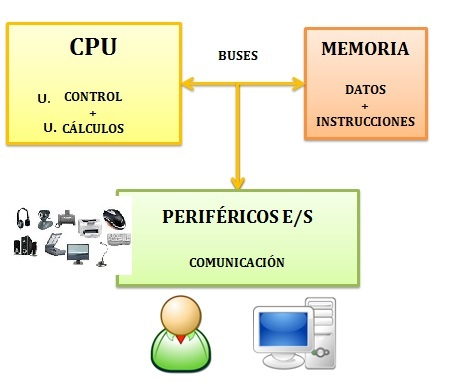 CPU
U. CONTROL
+
U. CÁLCULOS
BUSES
MEMORIA
DATOS
+
INSTRUCCIONES
PERIFÉRICOS E/S
COMUNICACIÓN